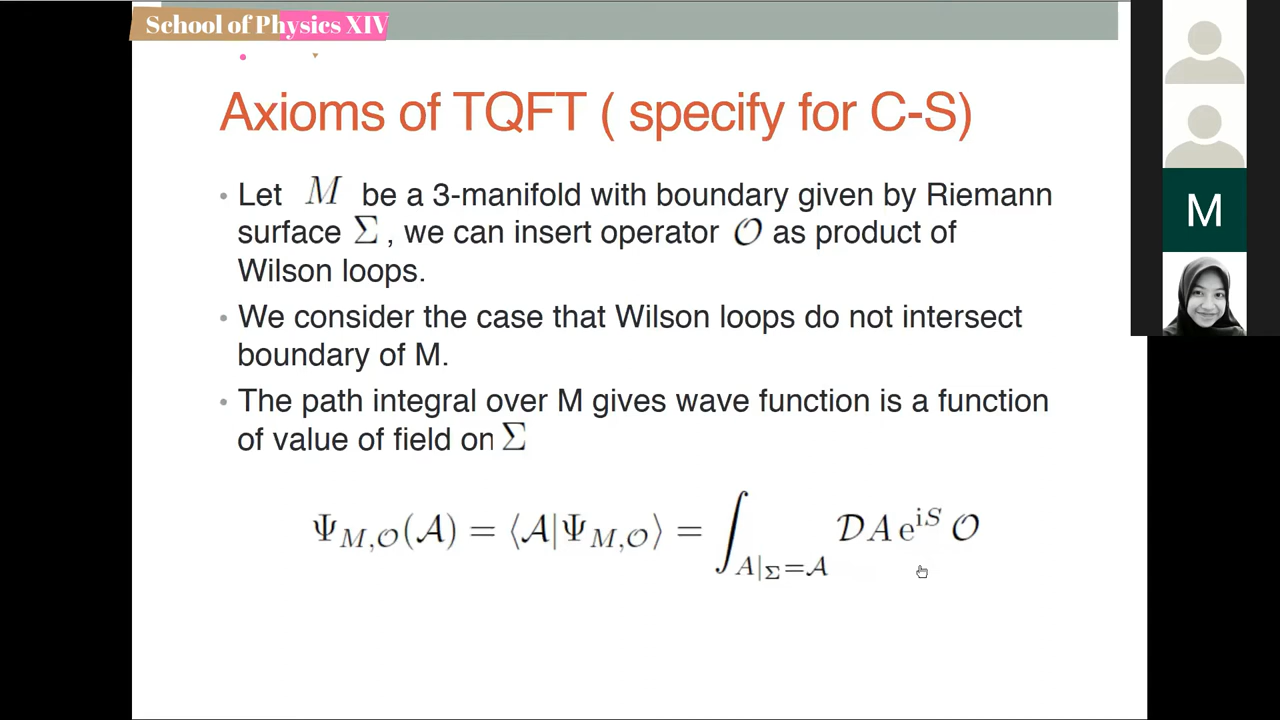 School of Physics XIV
Axioms of TQFT ( specify for C-S)
• Let M be a 3-manifold with boundary given by Riemann
surface Σ , we can insert operator 𝒪 as product of
Wilson loops.
• We consider the case that Wilson loops do not intersect
boundary of M.
• The path integral over M gives wave function is a function
of value of field on Σ
Ψ_{M,𝒪}(𝒜) = ⟨𝒜|Ψ_{M,𝒪}⟩ = ∫_{A|_Σ=𝒜} 𝒟A e^{iS} 𝒪
M